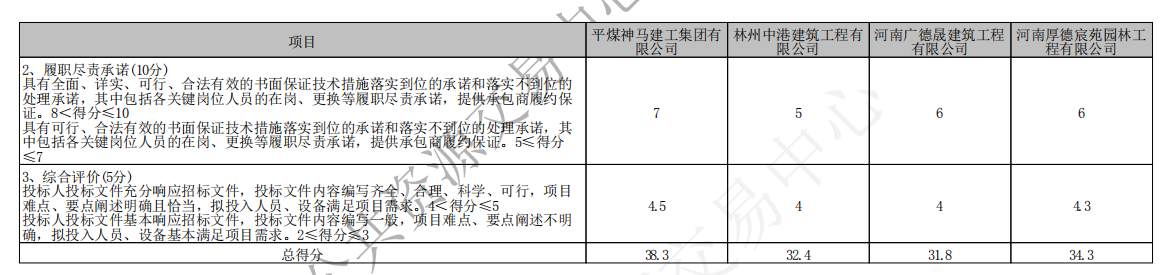 项目
平煤神马建工集团有
限公司
林州中港建筑工程有
限公司
河南广德晟建筑工程
有限公司
河南厚德宸苑园林工
程有限公司
2、履职尽责承诺(10分)
具有全面、详实、可行、合法有效的书面保证技术措施落实到位的承诺和落实不到位的
处理承诺，其中包括各关键岗位人员的在岗、更换等履职尽责承诺，提供承包商履约保
证。8＜得分≤10
具有可行、合法有效的书面保证技术措施落实到位的承诺和落实不到位的处理承诺，其
中包括各关键岗位人员的在岗、更换等履职尽责承诺，提供承包商履约保证。5≤得分
≤7
7
5
6
6
3、综合评价(5分)
投标人投标文件充分响应招标文件，投标文件内容编写齐全、合理、科学、可行，项目
难点、要点阐述明确且恰当，拟投入人员、设备满足项目需求。4＜得分≤5
投标人投标文件基本响应招标文件，投标文件内容编写一般，项目难点、要点阐述不明
确，拟投入人员、设备基本满足项目需求。2≤得分≤3
4.5
4
4
4.3
总得分
38.3
32.4
31.8
34.3
公共资源交易中心
交易中心